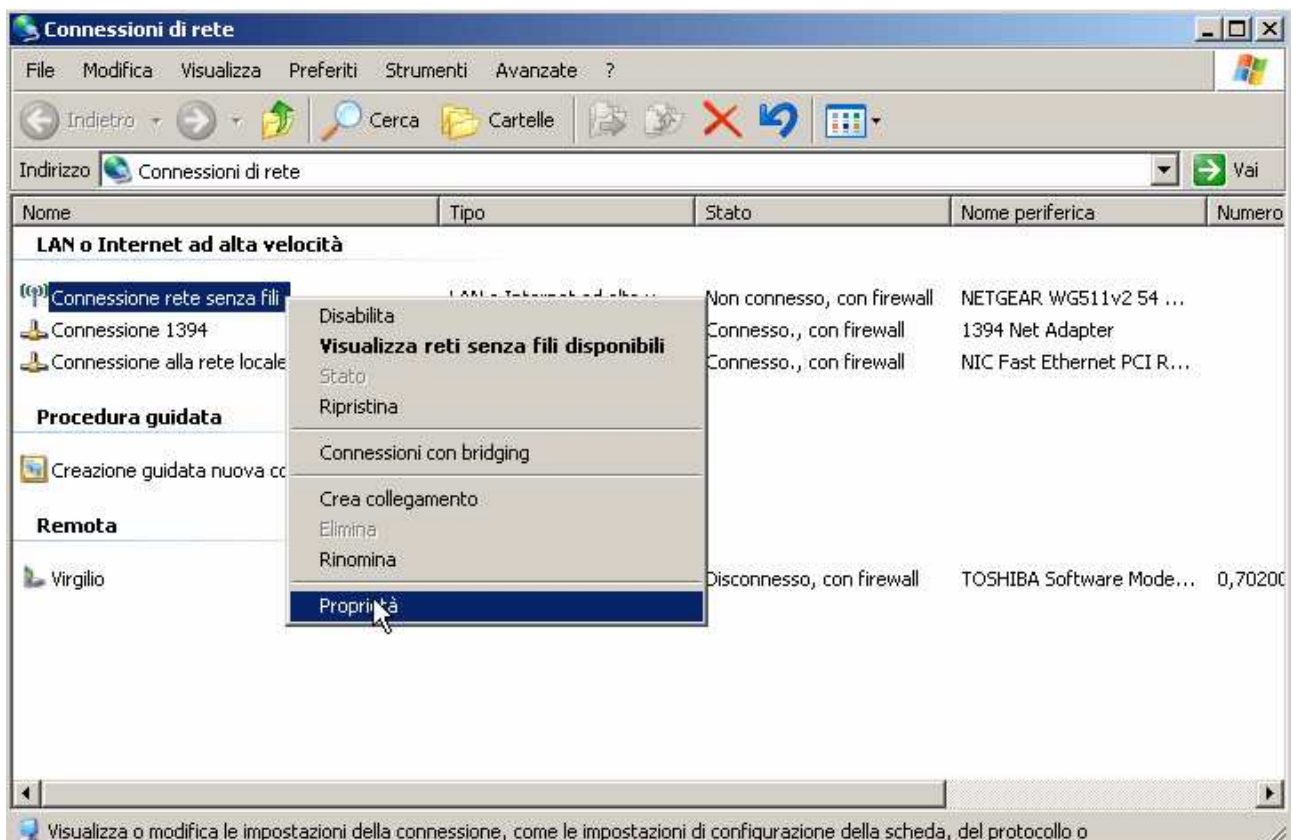 Connessioni di rete
File Modifica Visualizza Preferiti Strumenti Avanzate ?
Indietro Cerca Cartelle
Indirizzo Connessioni di rete Vai
Nome Tipo Stato Nome periferica Numero
LAN o Internet ad alta velocità
Connessione rete senza fili Non connesso, con firewall NETGEAR WG511v2 54 ...
Disabilita
Connessione 1394 Connesso., con firewall 1394 Net Adapter
Visualizza reti senza fili disponibili
Connessione alla rete locale Connesso., con firewall NIC Fast Ethernet PCI R...
Stato
Ripristina
Procedura guidata
Connessioni con bridging
Creazione guidata nuova co
Crea collegamento
Remota
Elimina
Rinomina
Virgilio Disconnesso, con firewall TOSHIBA Software Mode... 0,70200
Proprietà
Visualizza o modifica le impostazioni della connessione, come le impostazioni di configurazione della scheda, del protocollo o